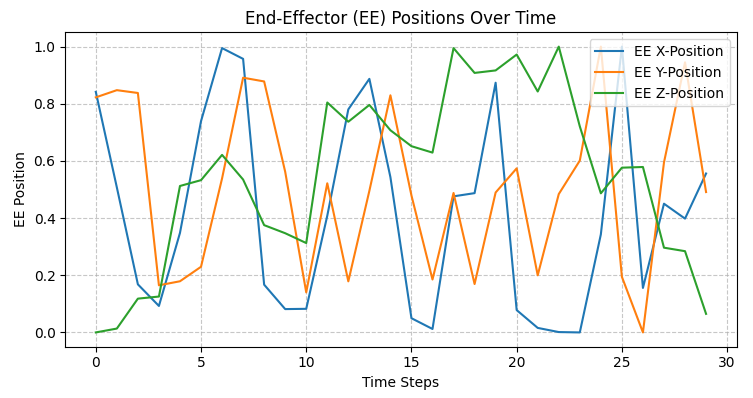 End-Effector (EE) Positions Over Time
EE X-Position
EE Y-Position
EE Z-Position
EE Position
1.0
0.8
0.6
0.4
0.2
0.0
0 5 10 15 20 25 30
Time Steps